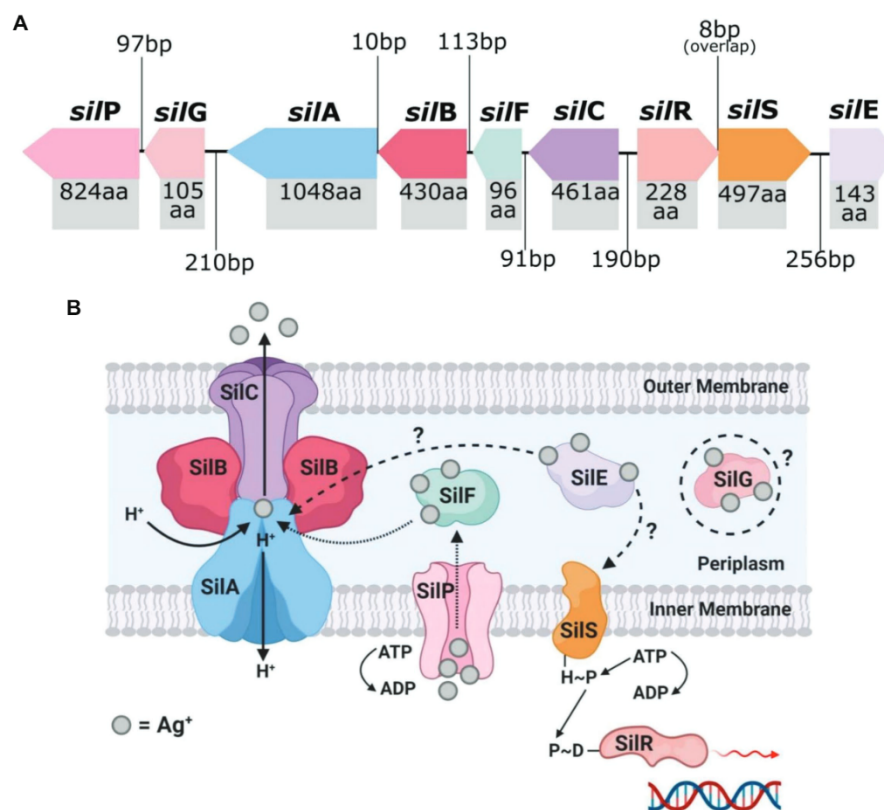 A
97bp
10bp
113bp
8bp
(overlap)
silP
silG
silA
silB
silF
silC
silR
silS
silE
824aa
105
aa
1048aa
430aa
96
aa
461aa
228
aa
497aa
143
aa
210bp
91bp
190bp
256bp
B
SilC
Outer Membrane
?
SilB
SilB
SilE
SilG
?
SilF
H⁺
H⁺
?
SilA
SilP
Periplasm
Inner Membrane
SilS
H⁺
ATP
ADP
H~P
ATP
ADP
= Ag⁺
P~D
SilR